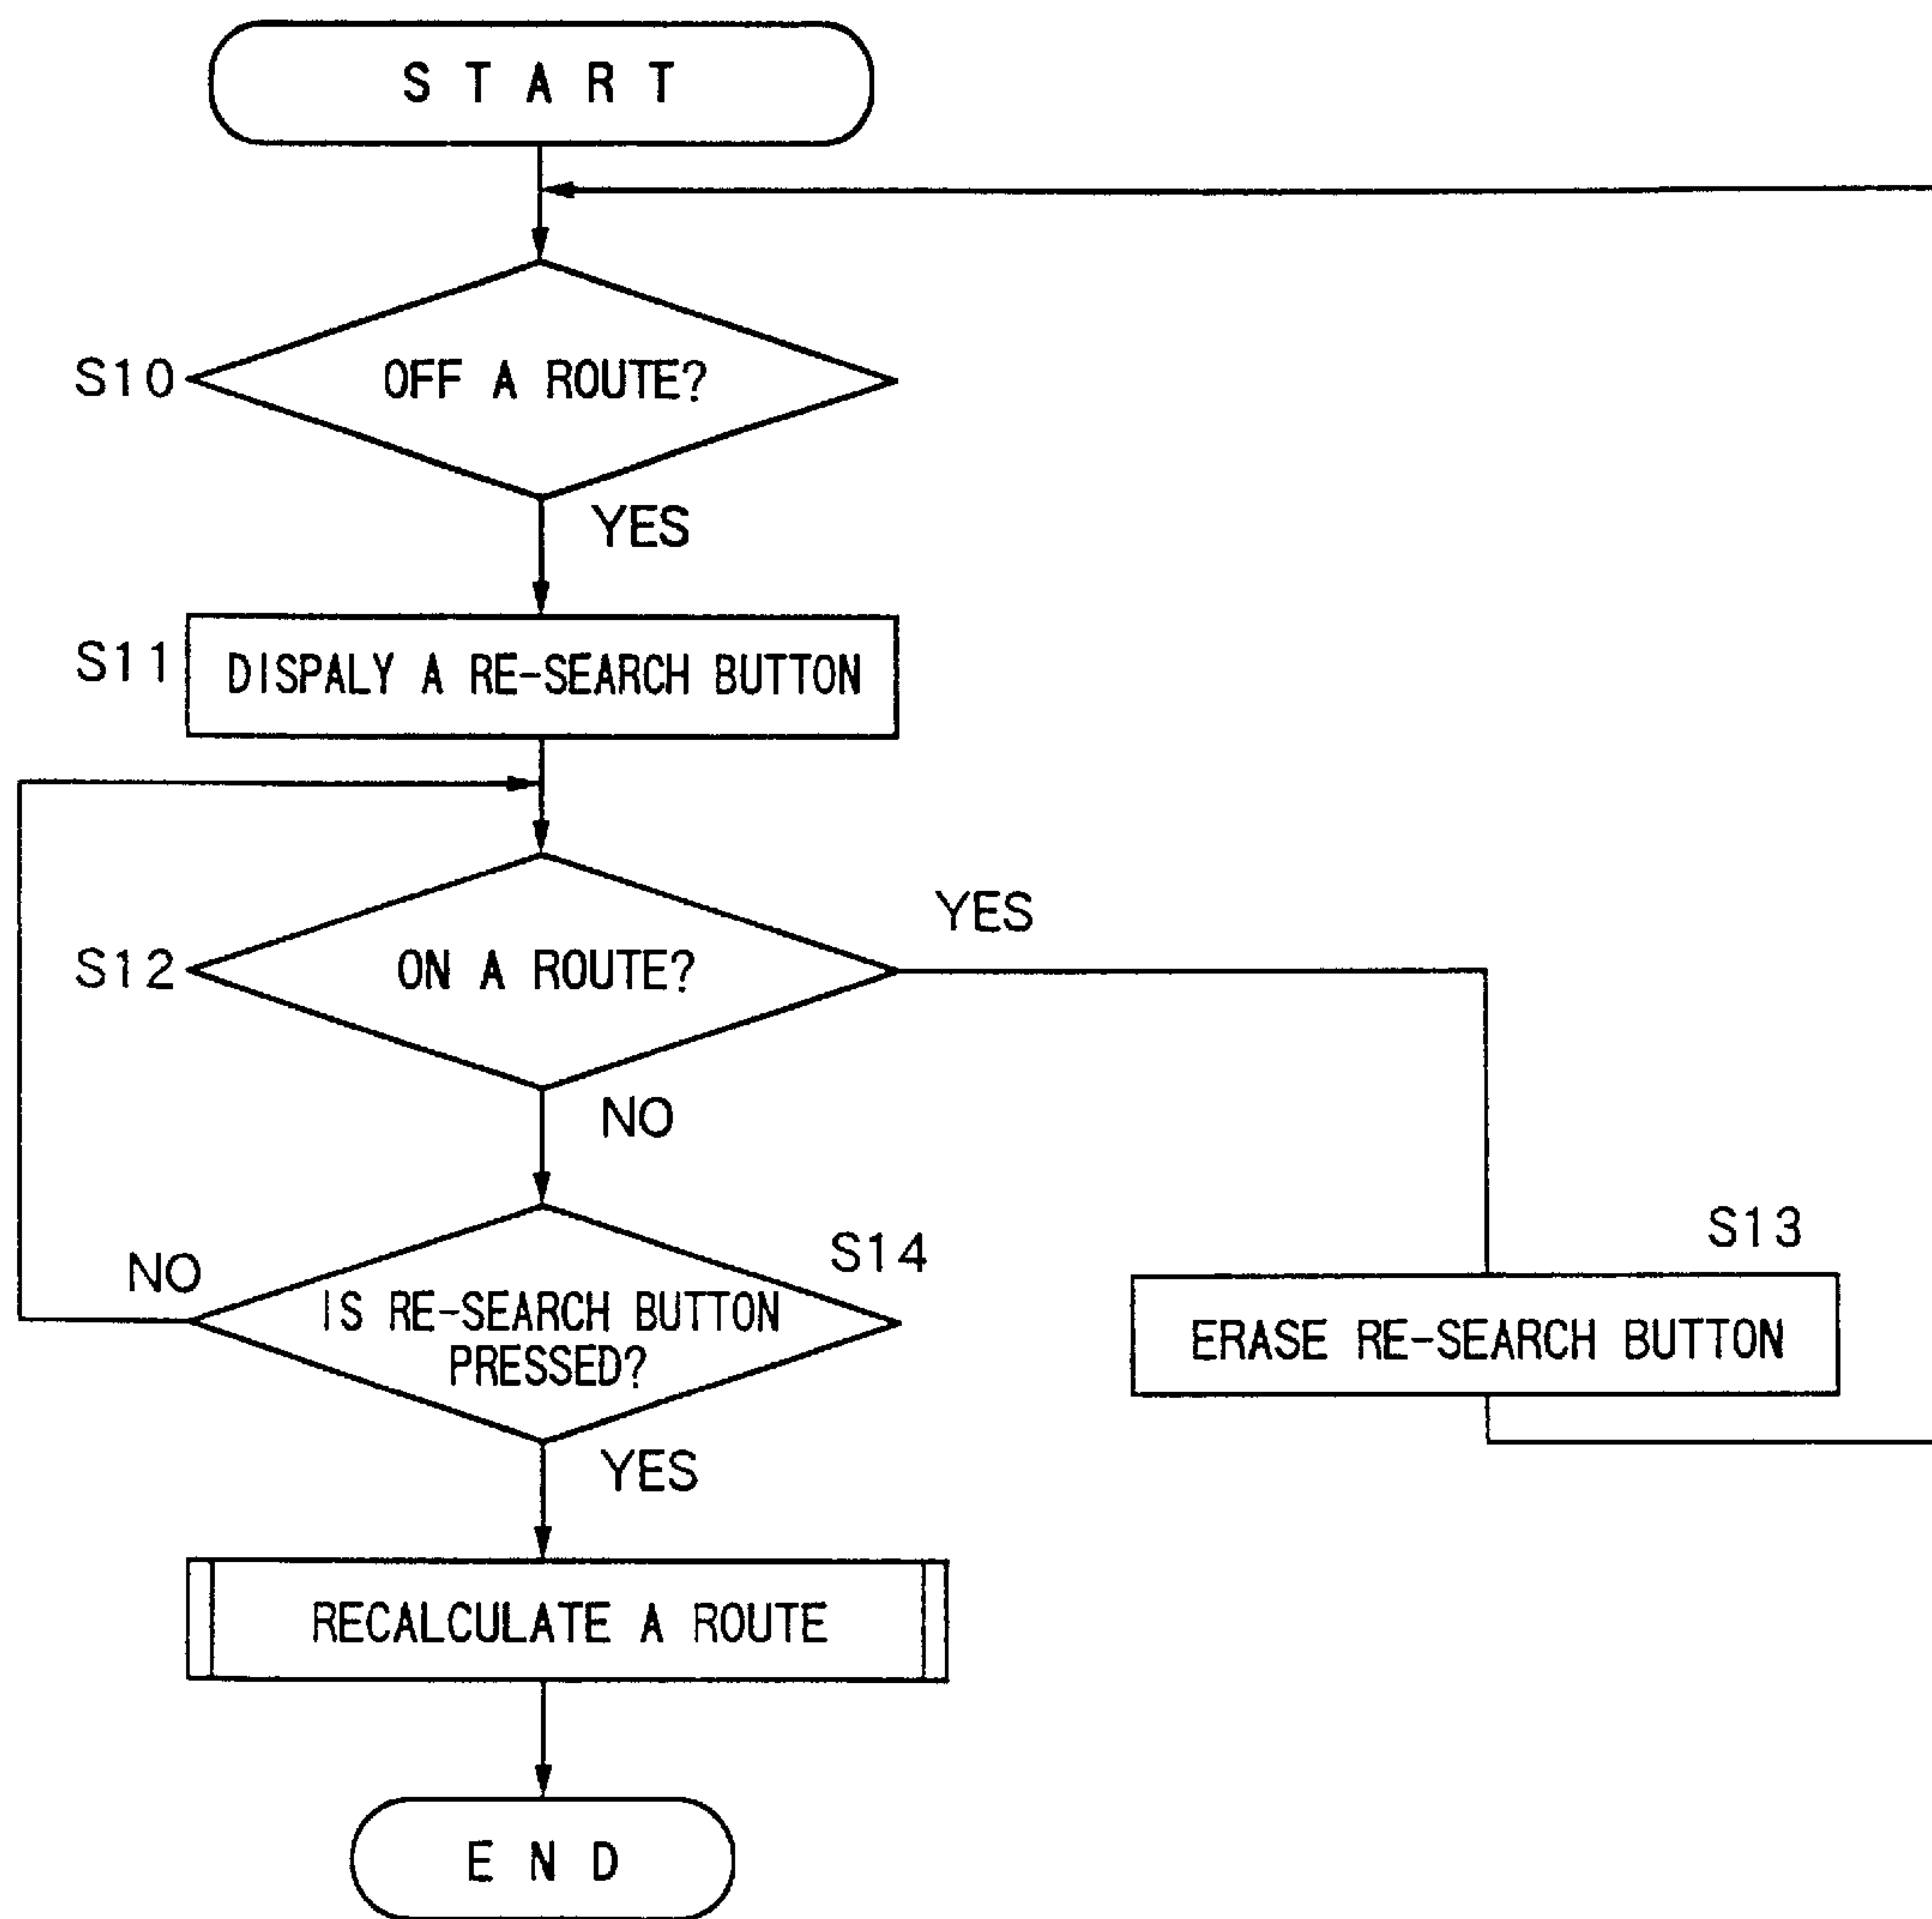 START
S10
OFF A ROUTE?
YES
S11
DISPALY A RE-SEARCH BUTTON
S12
ON A ROUTE?
YES
NO
S14
NO
IS RE-SEARCH BUTTON
PRESSED?
YES
S13
ERASE RE-SEARCH BUTTON
RECALCULATE A ROUTE
END